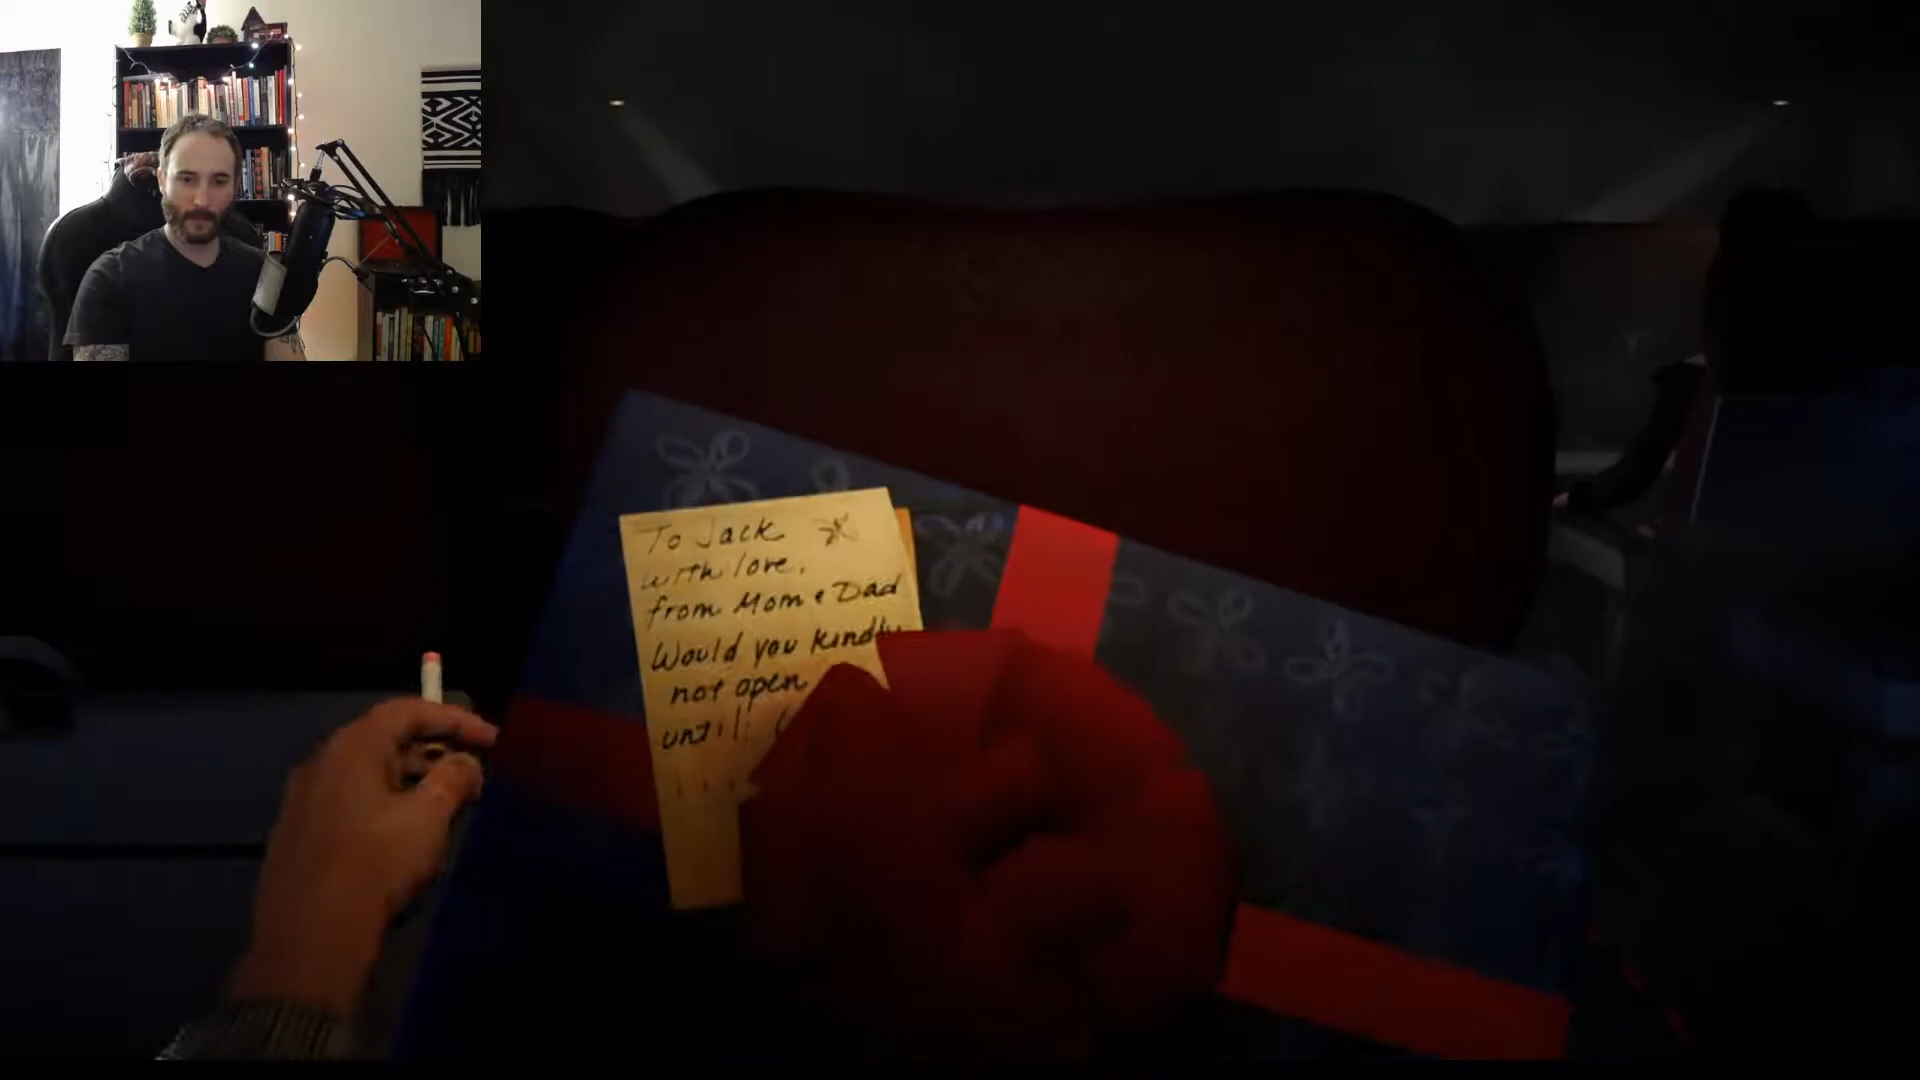 To Jack
with love,
from Mom & Dad
Would you kindly
not open
until: